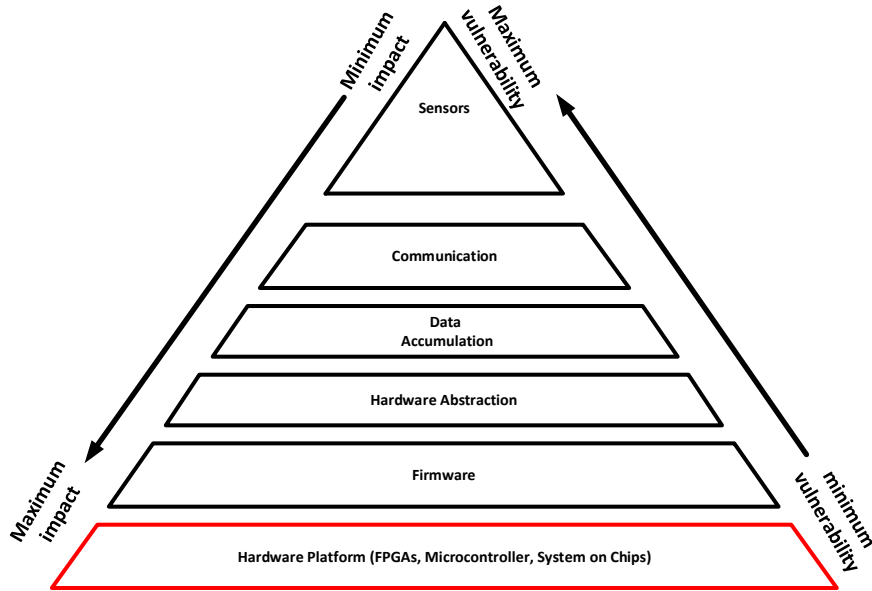 Minimum
impact
Maximum
vulnerability
Sensors
Communication
Data
Accumulation
Hardware Abstraction
Firmware
Maximum
impact
minimum
vulnerability
Hardware Platform (FPGAs, Microcontroller, System on Chips)